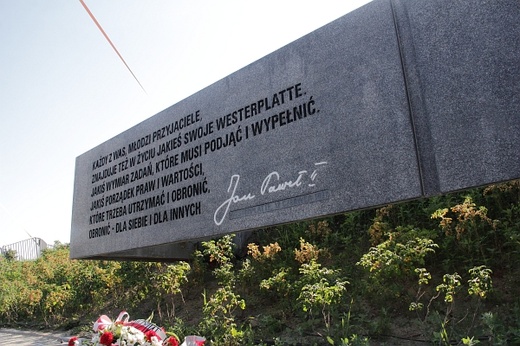 KAŻDY Z WAS, MŁODZI PRZYJACIELE,
ZNAJDUJE TEŻ W ŻYCIU JAKIEŚ SWOJE WESTERPLATTE.
JAKIŚ WYMIAR ZADAŃ, KTÓRE MUSI PODJĄĆ I WYPEŁNIĆ.
JAKIŚ PORZĄDEK PRAW I WARTOŚCI,
KTÓRE TRZEBA UTRZYMAĆ I OBRONIĆ,
OBRONIĆ - DLA SIEBIE I DLA INNYCH
Jan Paweł II